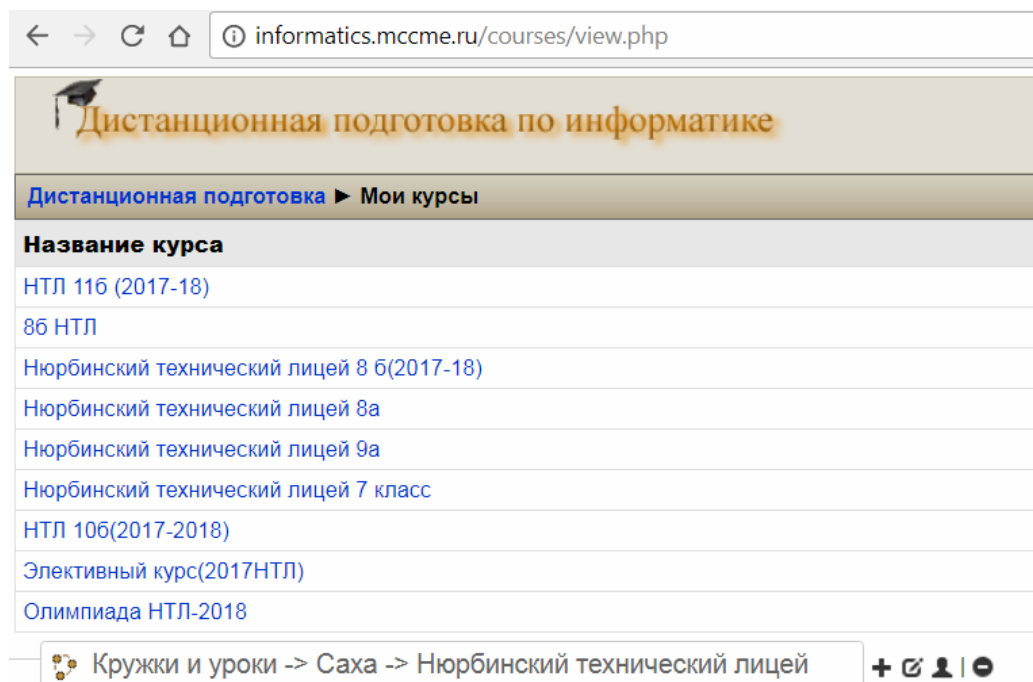 informatics.mccme.ru/courses/view.php
Дистанционная подготовка по информатике
Дистанционная подготовка ► Мои курсы
Название курса
НТЛ 11б (2017-18)
8б НТЛ
Нюрбинский технический лицей 8 б(2017-18)
Нюрбинский технический лицей 8а
Нюрбинский технический лицей 9а
Нюрбинский технический лицей 7 класс
НТЛ 10б(2017-2018)
Элективный курс(2017НТЛ)
Олимпиада НТЛ-2018
Кружки и уроки -> Саха -> Нюрбинский технический лицей